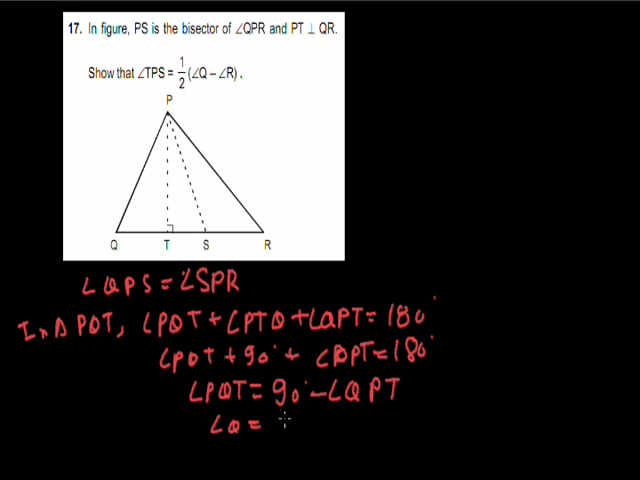 17. In figure, PS is the bisector of ∠QPR and PT ⊥ QR.
Show that ∠TPS = 1/2 (∠Q – ∠R).
P
Q T S R
∠QPS = ∠SPR
In Δ PQT, ∠PQT + ∠PTQ + ∠QPT = 180°
∠PQT + 90° + ∠QPT = 180°
∠PQT = 90° – ∠QPT
∠Q =